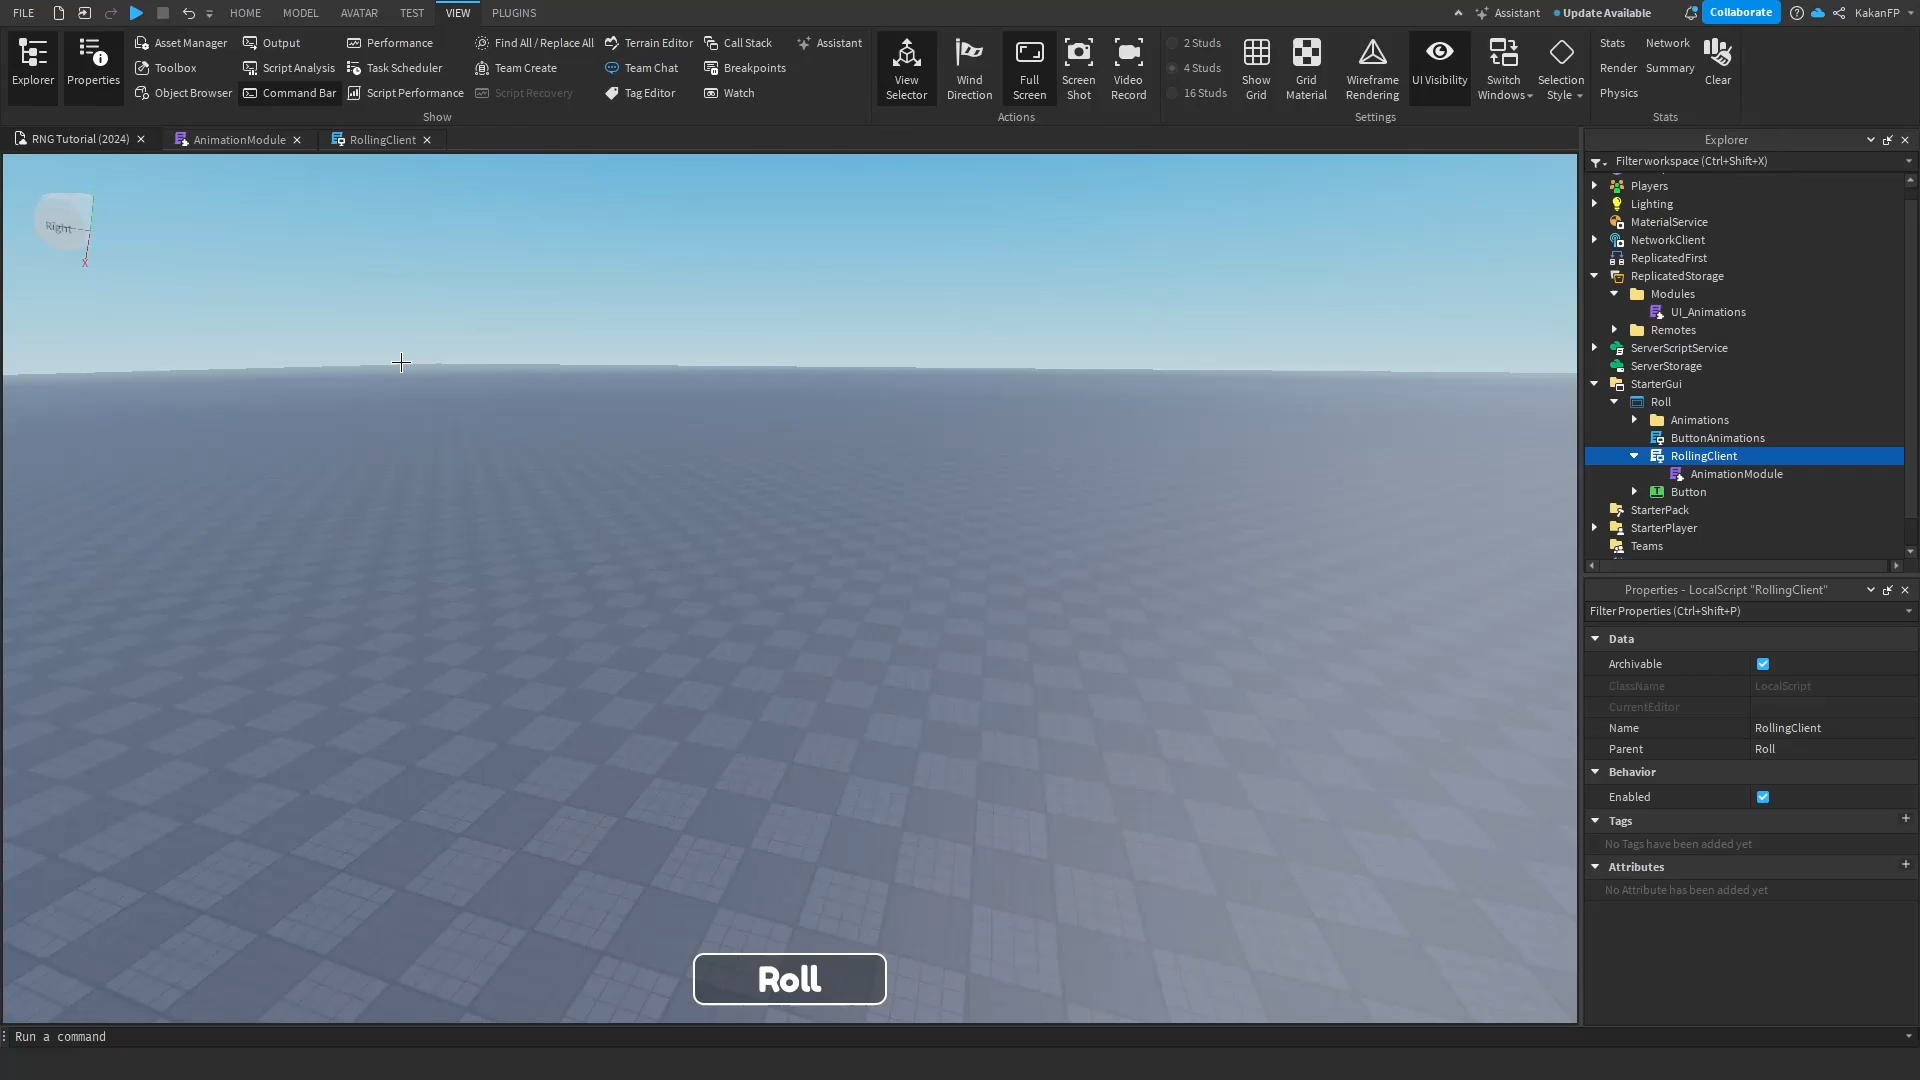 FILE HOME MODEL AVATAR TEST VIEW PLUGINS Assistant Update Available Collaborate KakanFP
Explorer
Properties
Asset Manager Output Performance Find All / Replace All Terrain Editor Call Stack Assistant
Toolbox Script Analysis Task Scheduler Team Create Team Chat Breakpoints
Object Browser Command Bar Script Performance Script Recovery Tag Editor Watch
Show
View Selector
Wind Direction
Full Screen
Screen Shot
Video Record
Actions
2 Studs
4 Studs
16 Studs
Show Grid
Grid Material
Wireframe Rendering
UI Visibility
Switch Windows
Selection Style
Settings
Stats Network
Render Summary
Physics
Clear
Stats
RNG Tutorial (2024) AnimationModule RollingClient
Right
X
Roll
Run a command
Explorer
Filter workspace (Ctrl+Shift+X)
Players
Lighting
MaterialService
NetworkClient
ReplicatedFirst
ReplicatedStorage
Modules
UI_Animations
Remotes
ServerScriptService
ServerStorage
StarterGui
Roll
Animations
ButtonAnimations
RollingClient
AnimationModule
Button
StarterPack
StarterPlayer
Teams
Properties - LocalScript "RollingClient"
Filter Properties (Ctrl+Shift+P)
Data
Archivable
ClassName LocalScript
CurrentEditor
Name RollingClient
Parent Roll
Behavior
Enabled
Tags
No Tags have been added yet
Attributes
No Attribute has been added yet